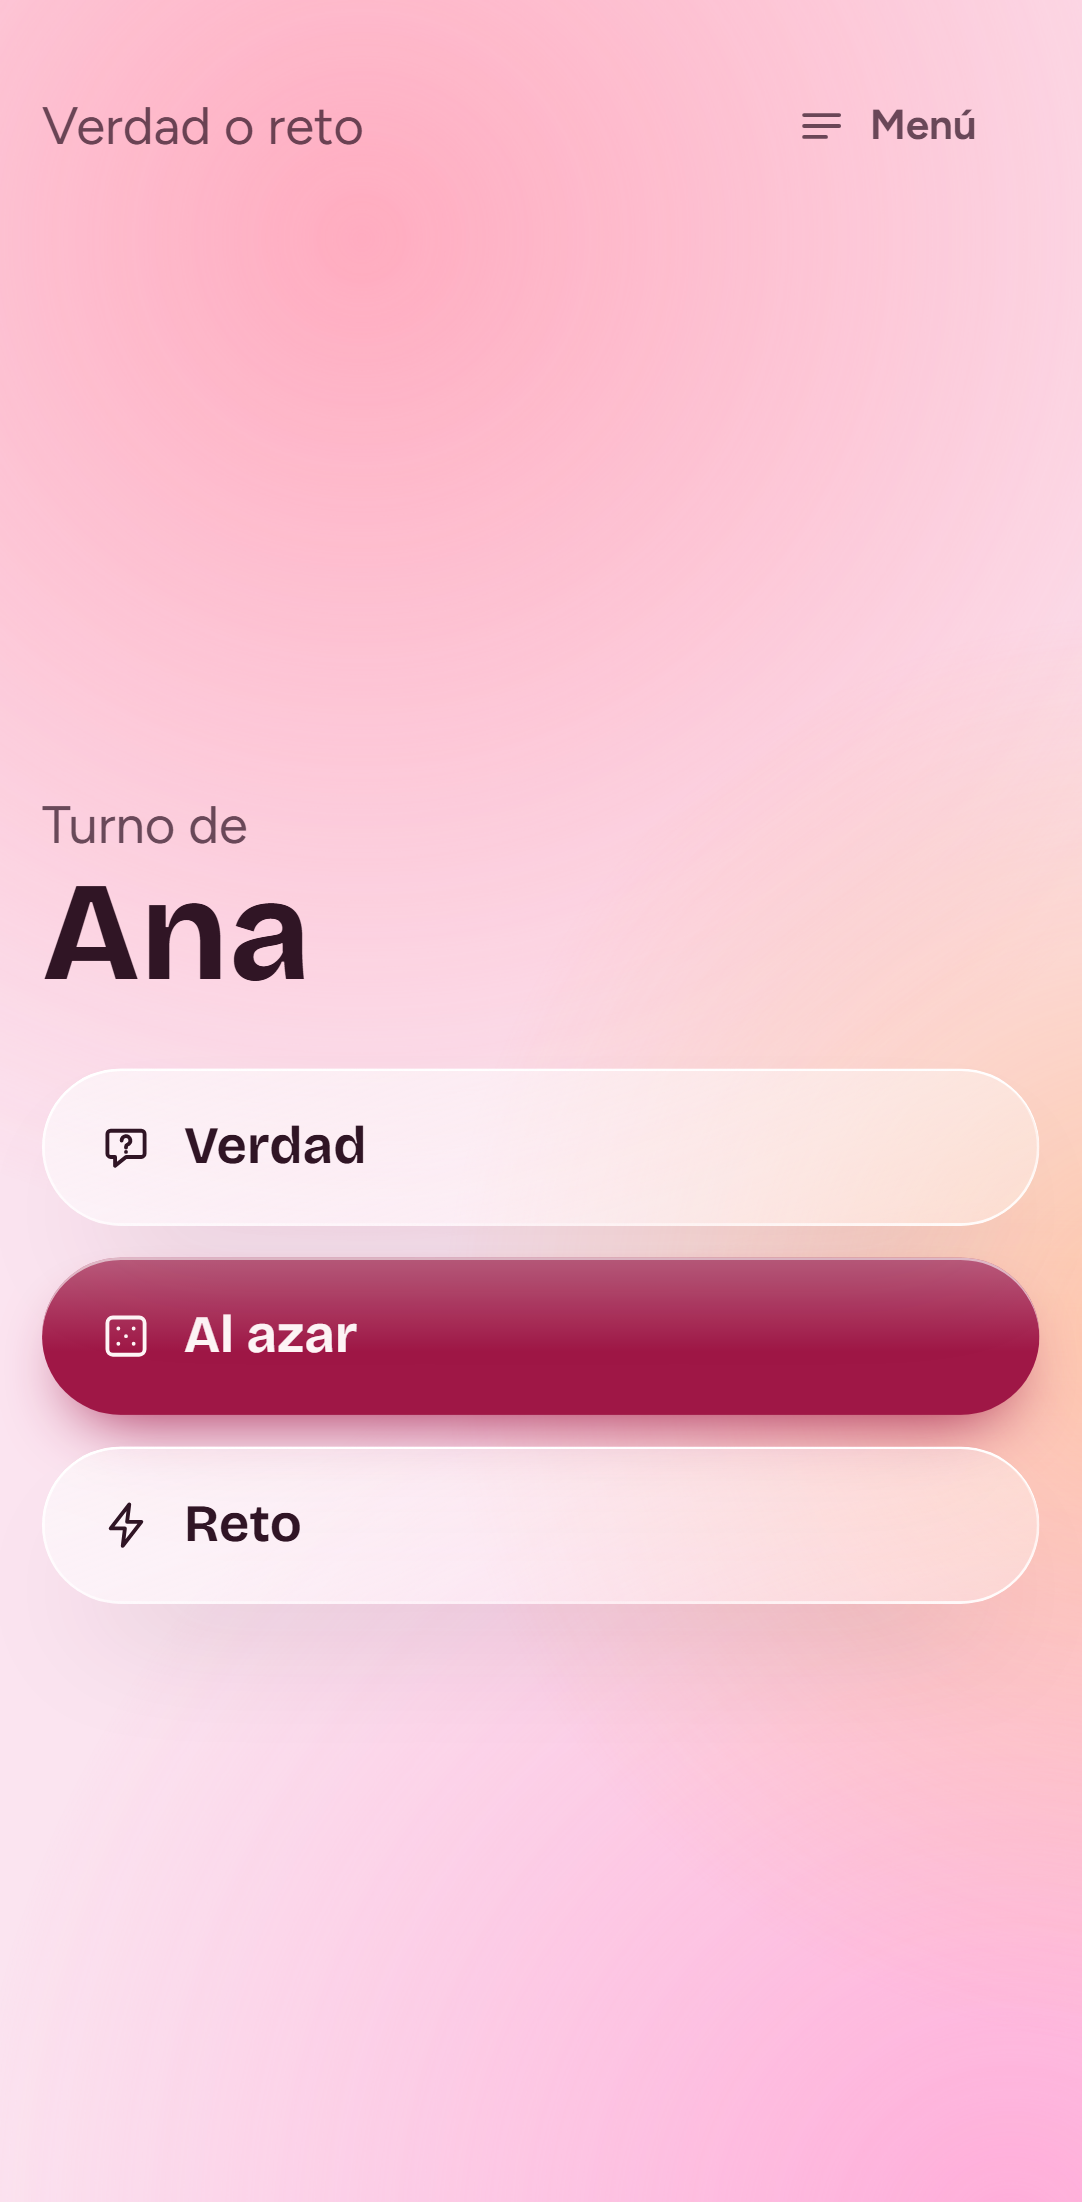 Verdad o reto
Menú
Turno de
Ana
Verdad
Al azar
Reto